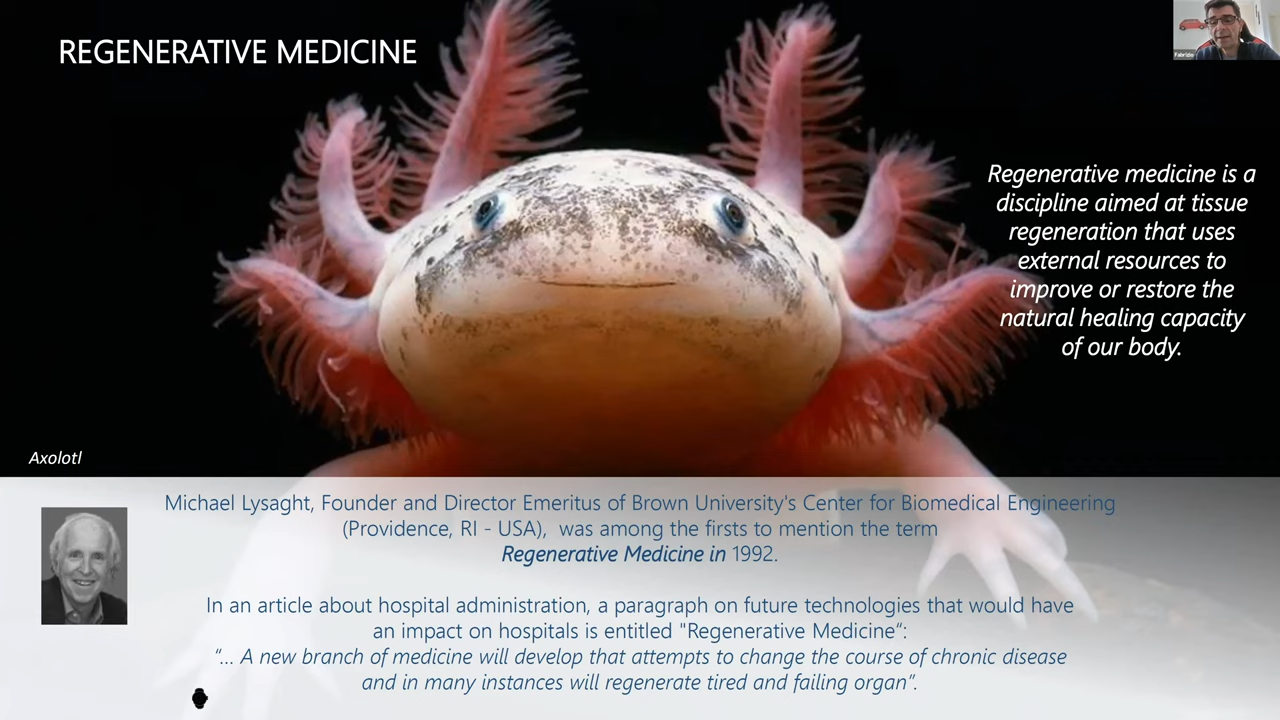 REGENERATIVE MEDICINE
Fabrizio
Regenerative medicine is a
discipline aimed at tissue
regeneration that uses
external resources to
improve or restore the
natural healing capacity
of our body.
Axolotl
Michael Lysaght, Founder and Director Emeritus of Brown University's Center for Biomedical Engineering
(Providence, RI - USA), was among the firsts to mention the term
Regenerative Medicine in 1992.
In an article about hospital administration, a paragraph on future technologies that would have
an impact on hospitals is entitled "Regenerative Medicine”:
“... A new branch of medicine will develop that attempts to change the course of chronic disease
and in many instances will regenerate tired and failing organ”.